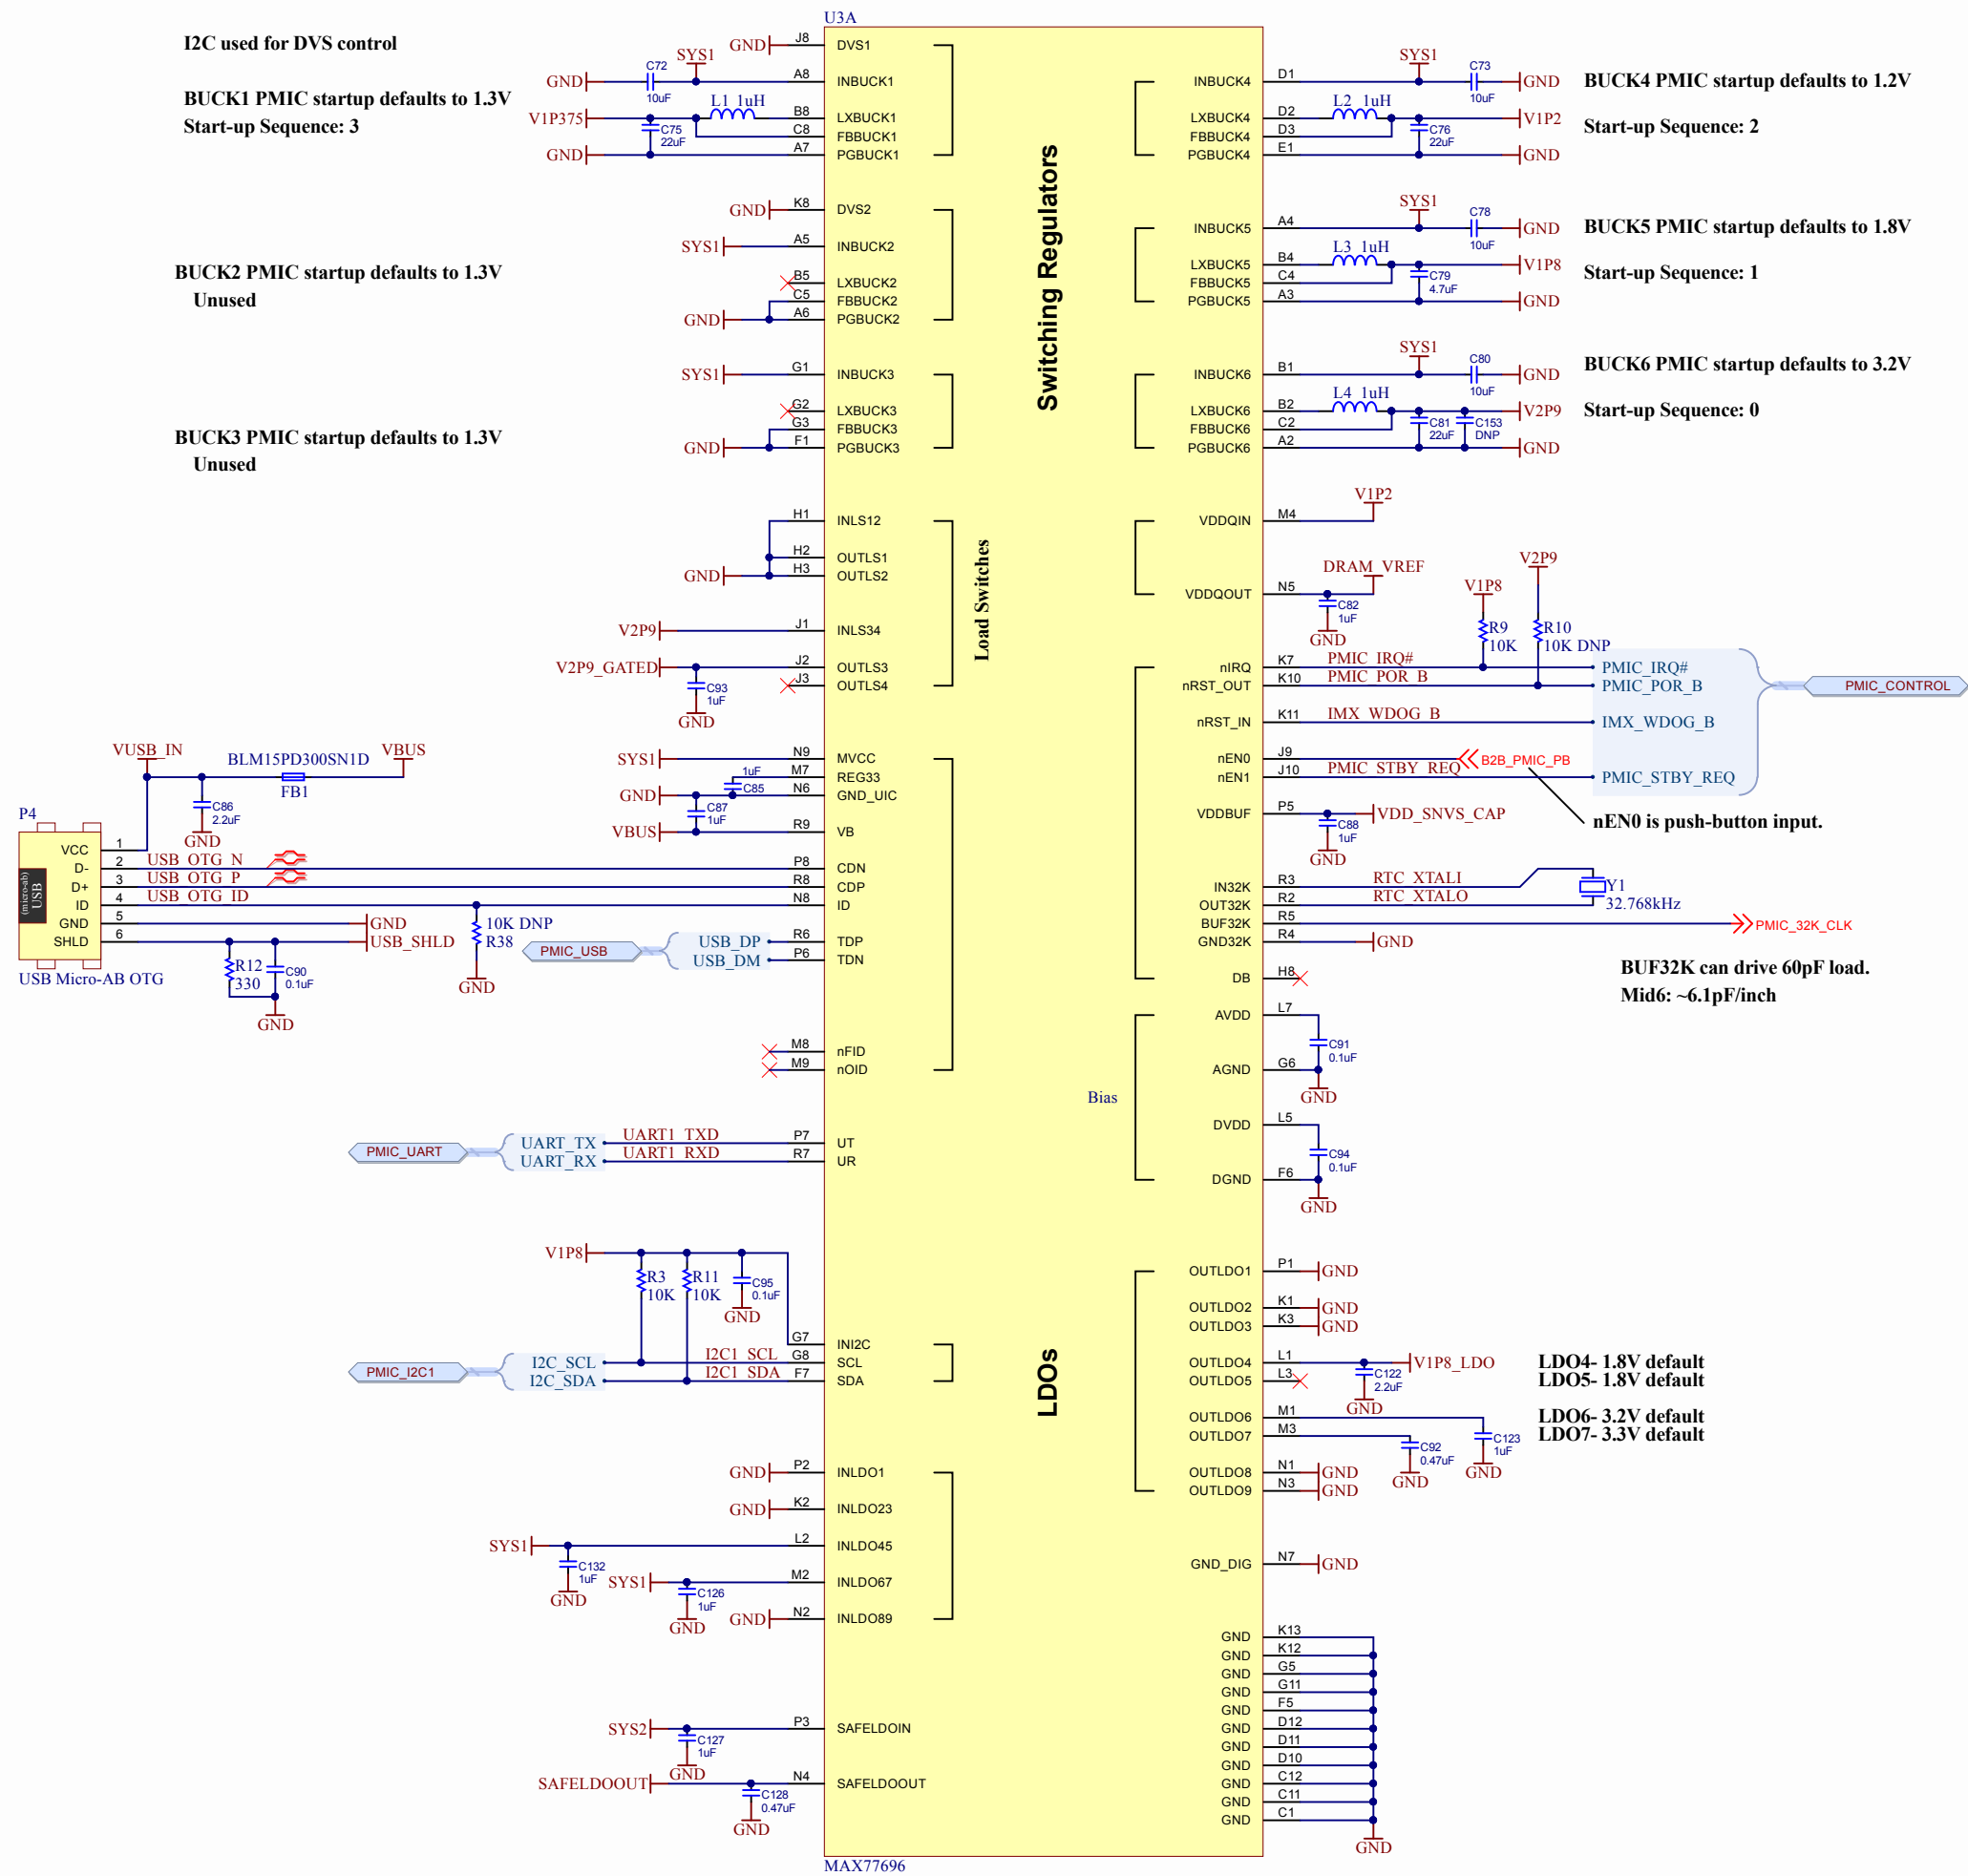 U3A
I2C used for DVS control
BUCK1 PMIC startup defaults to 1.3V
Start-up Sequence: 3
BUCK2 PMIC startup defaults to 1.3V
Unused
BUCK3 PMIC startup defaults to 1.3V
Unused
GND J8 DVS1
SYS1
GND C72 10uF A8 INBUCK1
V1P375 L1 1uH B8 LXBUCK1
C75 22uF C8 FBBUCK1
GND A7 PGBUCK1
GND K8 DVS2
SYS1 A5 INBUCK2
B5 LXBUCK2
C5 FBBUCK2
GND A6 PGBUCK2
SYS1 G1 INBUCK3
G2 LXBUCK3
G3 FBBUCK3
GND F1 PGBUCK3
H1 INLS12
H2 OUTLS1
GND H3 OUTLS2
V2P9 J1 INLS34
V2P9_GATED J2 OUTLS3
J3 OUTLS4
C93 1uF
GND
Load Switches
Switching Regulators
VUSB_IN
BLM15PD300SN1D
VBUS
FB1
C86 2.2uF
GND
SYS1 N9 MVCC
1uF M7 REG33
C85
GND N6 GND_UIC
C87 1uF
VBUS R9 VB
P4
(micro-ab)
USB
VCC 1
D- 2 USB_OTG_N P8 CDN
D+ 3 USB_OTG_P R8 CDP
ID 4 USB_OTG_ID N8 ID
GND 5 GND
SHLD 6 USB_SHLD
USB Micro-AB OTG
R12 330
C90 0.1uF
GND
10K DNP
R38
GND
PMIC_USB
USB_DP R6 TDP
USB_DM P6 TDN
M8 nFID
M9 nOID
PMIC_UART
UART_TX UART1_TXD P7 UT
UART_RX UART1_RXD R7 UR
V1P8
R3 10K
R11 10K
C95 0.1uF
GND
G7 INI2C
PMIC_I2C1
I2C_SCL I2C1_SCL G8 SCL
I2C_SDA I2C1_SDA F7 SDA
GND P2 INLDO1
GND K2 INLDO23
SYS1 L2 INLDO45
C132 1uF
GND
SYS1 M2 INLDO67
C126 1uF
GND
GND N2 INLDO89
SYS2 P3 SAFELDOIN
C127 1uF
GND
SAFELDOOUT N4 SAFELDOOUT
C128 0.47uF
GND
MAX77696
SYS1
INBUCK4 D1 C73 10uF GND
LXBUCK4 D2 L2 1uH V1P2
FBBUCK4 D3 C76 22uF
PGBUCK4 E1 GND
BUCK4 PMIC startup defaults to 1.2V
Start-up Sequence: 2
SYS1
INBUCK5 A4 C78 10uF GND
LXBUCK5 B4 L3 1uH V1P8
FBBUCK5 C4 C79 4.7uF
PGBUCK5 A3 GND
BUCK5 PMIC startup defaults to 1.8V
Start-up Sequence: 1
SYS1
INBUCK6 B1 C80 10uF GND
LXBUCK6 B2 L4 1uH V2P9
FBBUCK6 C2 C81 22uF C153 DNP
PGBUCK6 A2 GND
BUCK6 PMIC startup defaults to 3.2V
Start-up Sequence: 0
V1P2
VDDQIN M4
DRAM_VREF
VDDQOUT N5
C82 1uF
GND
V1P8
R9 10K
V2P9
R10 10K DNP
nIRQ K7 PMIC_IRQ# PMIC_IRQ#
nRST_OUT K10 PMIC_POR_B PMIC_POR_B
PMIC_CONTROL
nRST_IN K11 IMX_WDOG_B IMX_WDOG_B
nEN0 J9 B2B_PMIC_PB
nEN1 J10 PMIC_STBY_REQ PMIC_STBY_REQ
VDDBUF P5 VDD_SNVS_CAP
C88 1uF
GND
nEN0 is push-button input.
IN32K R3 RTC_XTALI
OUT32K R2 RTC_XTALO
Y1
32.768kHz
BUF32K R5 PMIC_32K_CLK
GND32K R4 GND
DB H8
BUF32K can drive 60pF load.
Mid6: ~6.1pF/inch
Bias
AVDD L7
C91 0.1uF
AGND G6
GND
DVDD L5
C94 0.1uF
DGND F6
GND
LDOs
OUTLDO1 P1 GND
OUTLDO2 K1 GND
OUTLDO3 K3 GND
OUTLDO4 L1 V1P8_LDO
OUTLDO5 L3
C122 2.2uF
GND
LDO4- 1.8V default
LDO5- 1.8V default
OUTLDO6 M1
OUTLDO7 M3
C92 0.47uF
GND
C123 1uF
GND
LDO6- 3.2V default
LDO7- 3.3V default
OUTLDO8 N1 GND
OUTLDO9 N3 GND
GND_DIG N7 GND
GND K13
GND K12
GND G5
GND G11
GND F5
GND D12
GND D11
GND D10
GND C12
GND C11
GND C1
GND